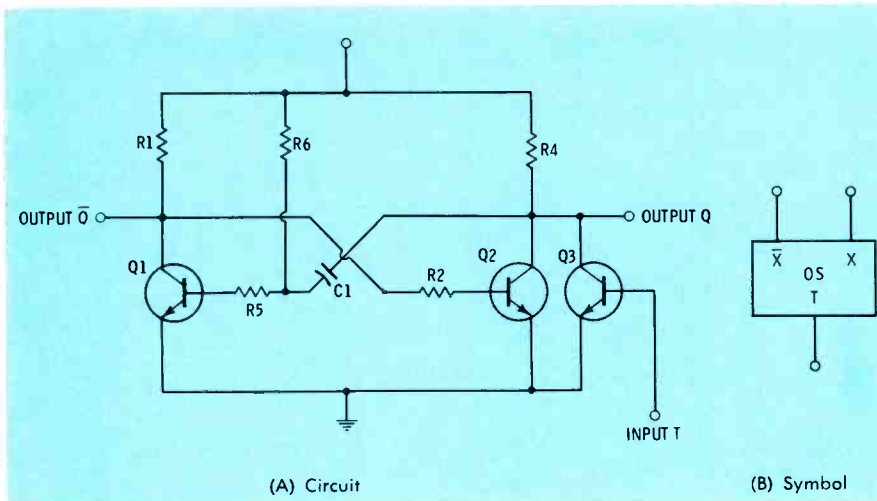 R1
R6
R4
OUTPUT Q̅
OUTPUT Q
Q1
Q2
Q3
C1
R2
R5
X̅
X
OS
T
INPUT T
(A) Circuit
(B) Symbol